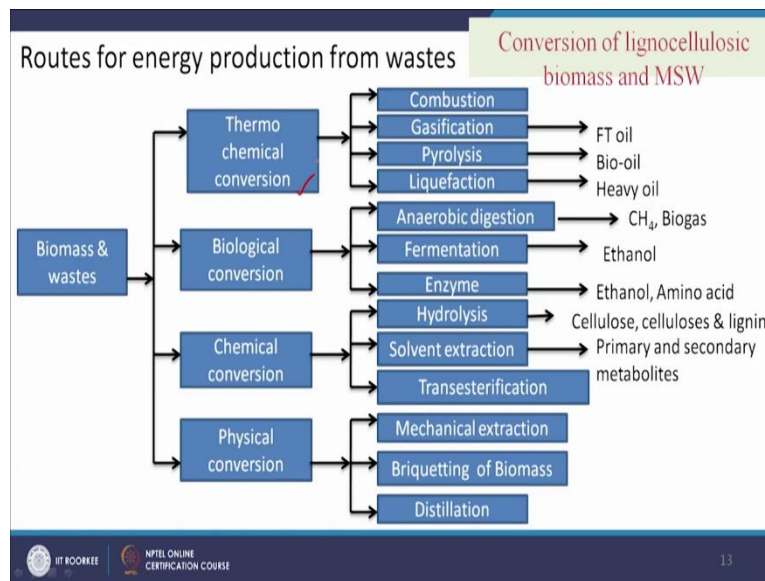 Routes for energy production from wastes
Conversion of lignocellulosic
biomass and MSW
Biomass &
wastes
Thermo
chemical
conversion
Combustion
Gasification
FT oil
Pyrolysis
Bio-oil
Liquefaction
Heavy oil
Biological
conversion
Anaerobic digestion
CH₄, Biogas
Fermentation
Ethanol
Enzyme
Ethanol, Amino acid
Chemical
conversion
Hydrolysis
Cellulose, celluloses & lignin
Solvent extraction
Primary and secondary
metabolites
Transesterification
Physical
conversion
Mechanical extraction
Briquetting of Biomass
Distillation
IIT ROORKEE
NPTEL ONLINE
CERTIFICATION COURSE
13